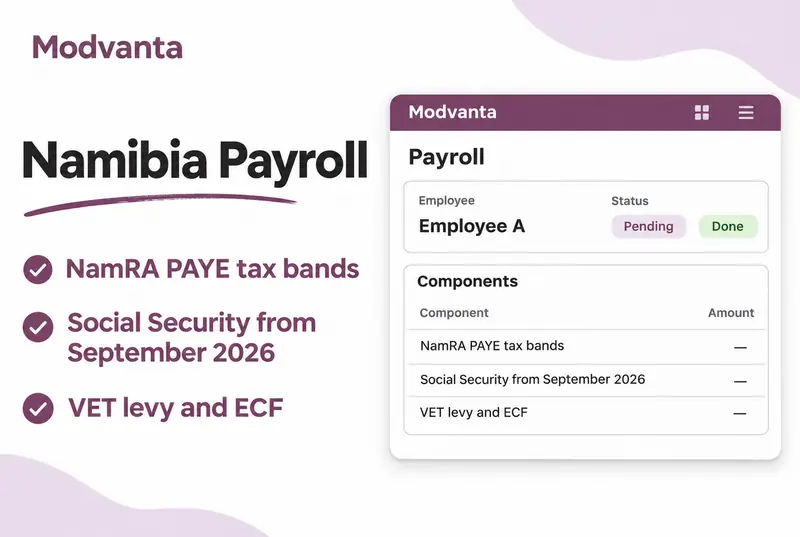 Modvanta
Namibia Payroll
NamRA PAYE tax bands
Social Security from
September 2026
VET levy and ECF
Modvanta
Payroll
Employee Status
Employee A Pending Done
Components
Component Amount
NamRA PAYE tax bands —
Social Security from September 2026 —
VET levy and ECF —